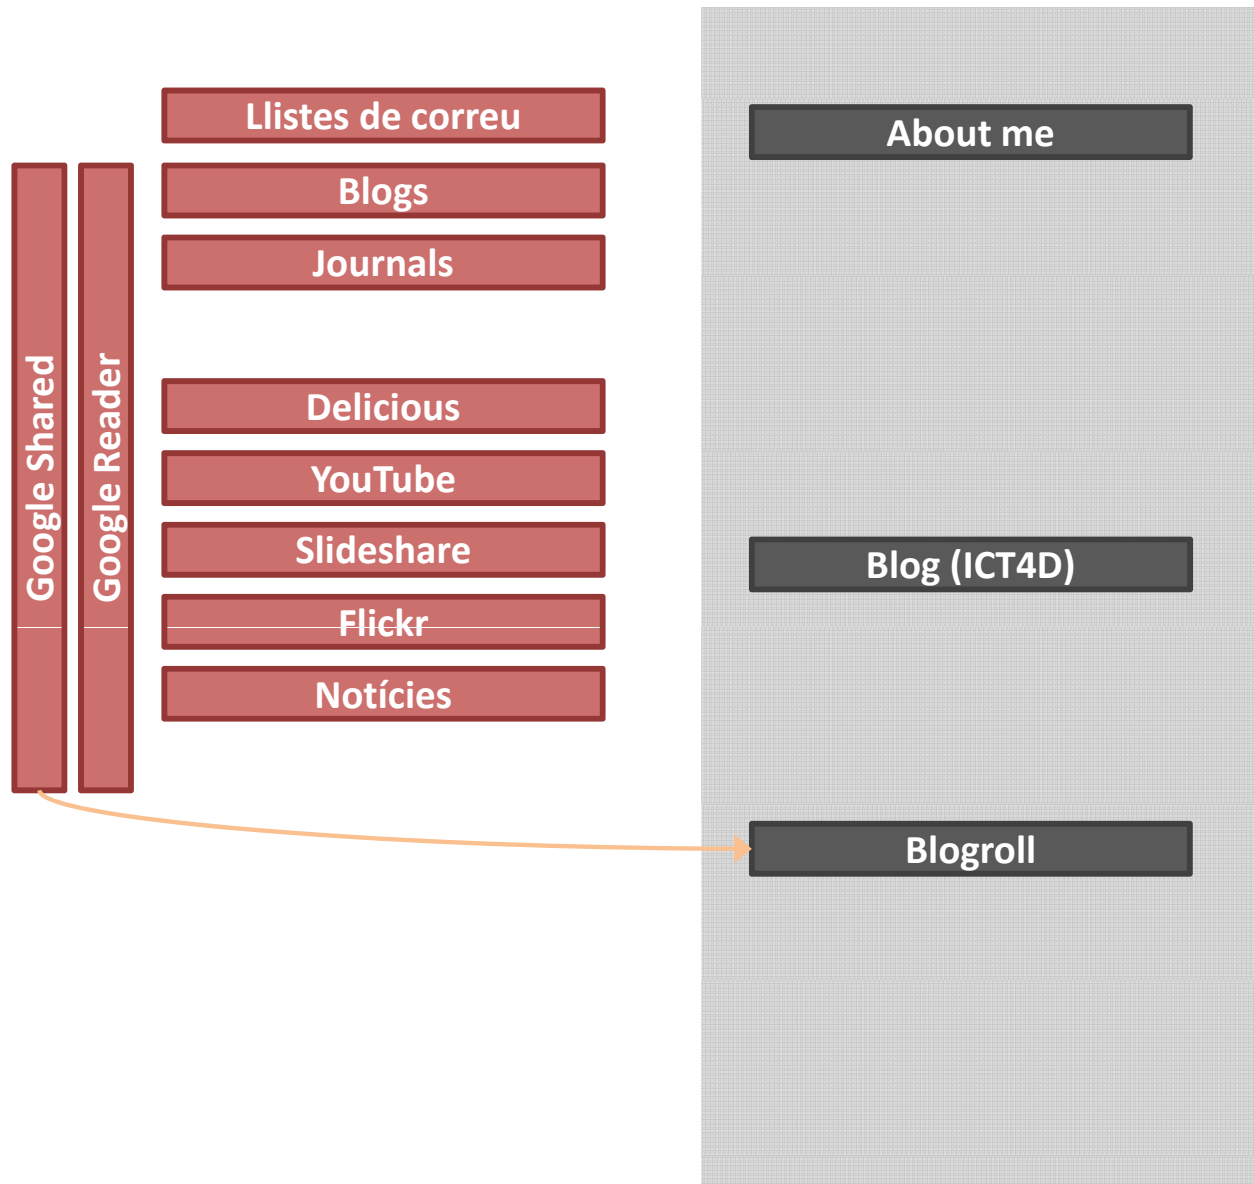 Llistes de correu
Blogs
Journals
Google Shared
Google Reader
Delicious
YouTube
Slideshare
Flickr
Notícies
About me
Blog (ICT4D)
Blogroll